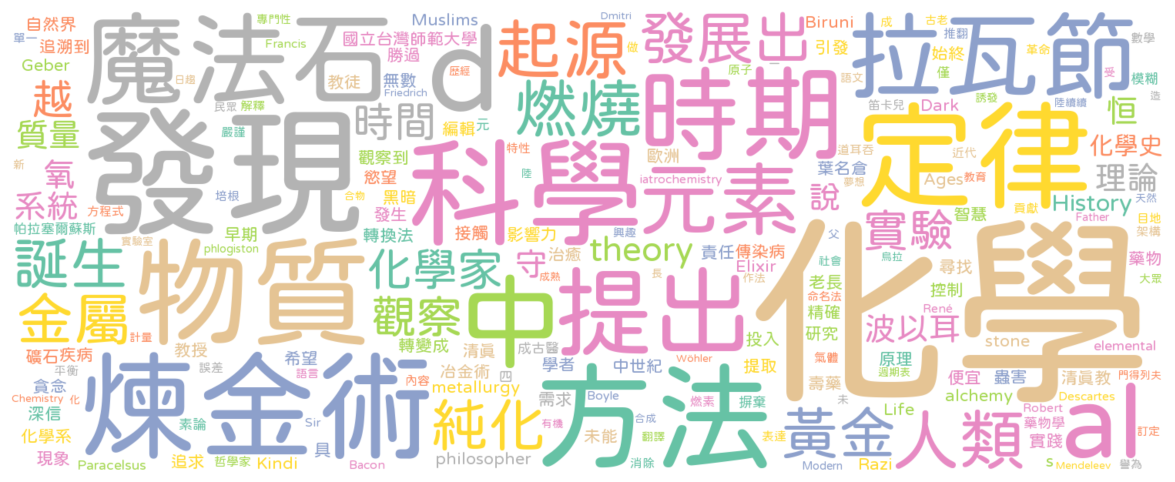 自然界
專門性
Muslims
單一
追溯到
Francis
國立台灣師範大學
Geber
日趨
教徒
勝過
歷經
魔法石
d
起源
發展出
Dmitri
做
Biruni
成
古老
引發
推翻
始終
革命
數學
僅
受
模糊
拉瓦節
越
民眾
解釋
無數
Friedrich
原子
一
語文
誘發
陸續續
造
笛卡兒
Dark
恒
質量
嚴謹
時間
編輯
元
燃燒
時期
定律
發現
觀察到
特性
陸
歐洲
道耳吞
近代
葉名倉
化學史
新
氧
培根
慾望
科學
iatrochemistry
元素
夢想
Ages
教育
理論
系統
方程式
合物
黑暗
說
貢獻
Father
天然
智慧
History
帕拉塞爾蘇斯
發生
目地
架構
早期
實驗室
轉換法
接觸
影響力
興趣
父
實驗
phlogiston
theory
責任
傳染病
社會
烏拉
藥物
誕生
物質
化學家
守
治癒
Elixir
尋找
大眾
成熟
長
作法
老長
控制
命名法
金屬
觀察
中
提出
化學
精確
René
波以耳
計量
轉變成
投入
研究
礦石
疾病
教授
希望
清真
成古醫
學者
中世紀
Wöhler
提取
氣體
原理
stone
elemental
週期表
貪念
平衡
誤差
語言
冶金術
四
壽藥
便宜
蟲害
清真教
門得列夫
Chemistry
化
煉金術
內容
metallurgy
需求
Boyle
方法
未
Life
alchemy
Descartes
深信
素論
Sir
純化
有機
燃素
合成
摒棄
黃金
人類
Robert
al
化學系
藥物學
具
未能
翻譯
表達
實踐
訂定
現象
追求
哲學家
Paracelsus
Kindi
Bacon
philosopher
消除
Modern
Razi
s
Mendeleev
譽為